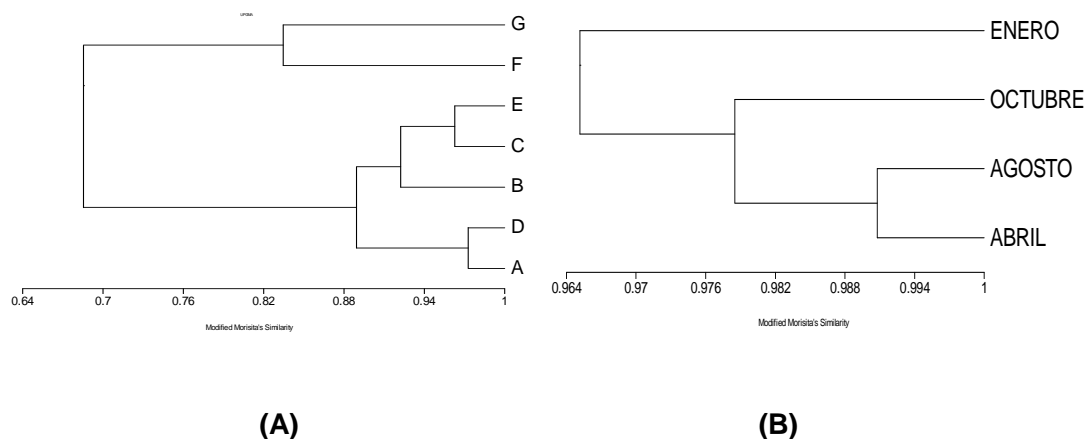 UPGMA
G
F
E
C
B
D
A
0.64 0.7 0.76 0.82 0.88 0.94 1
Modified Morisita's Similarity
(A)
ENERO
OCTUBRE
AGOSTO
ABRIL
0.964 0.97 0.976 0.982 0.988 0.994 1
Modified Morisita's Similarity
(B)